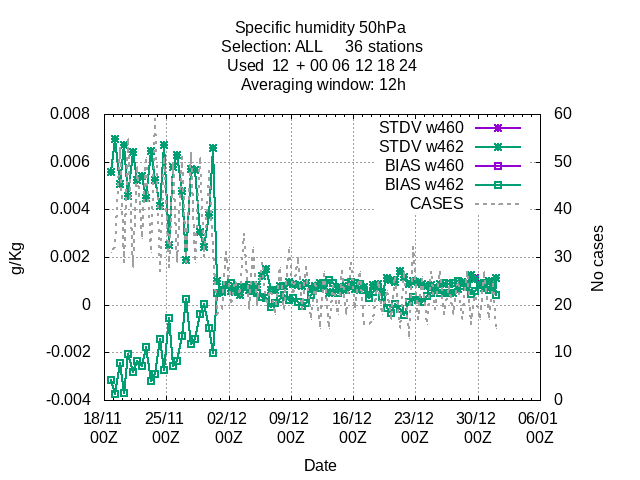 Specific humidity 50hPa
Selection: ALL 36 stations
Used 12 + 00 06 12 18 24
Averaging window: 12h
0.008
0.006
0.004
0.002
0
-0.002
-0.004
g/Kg
STDV w460
STDV w462
BIAS w460
BIAS w462
CASES
60
50
40
30
20
10
0
No cases
18/11 25/11 02/12 09/12 16/12 23/12 30/12 06/01
00Z 00Z 00Z 00Z 00Z 00Z 00Z 00Z
Date